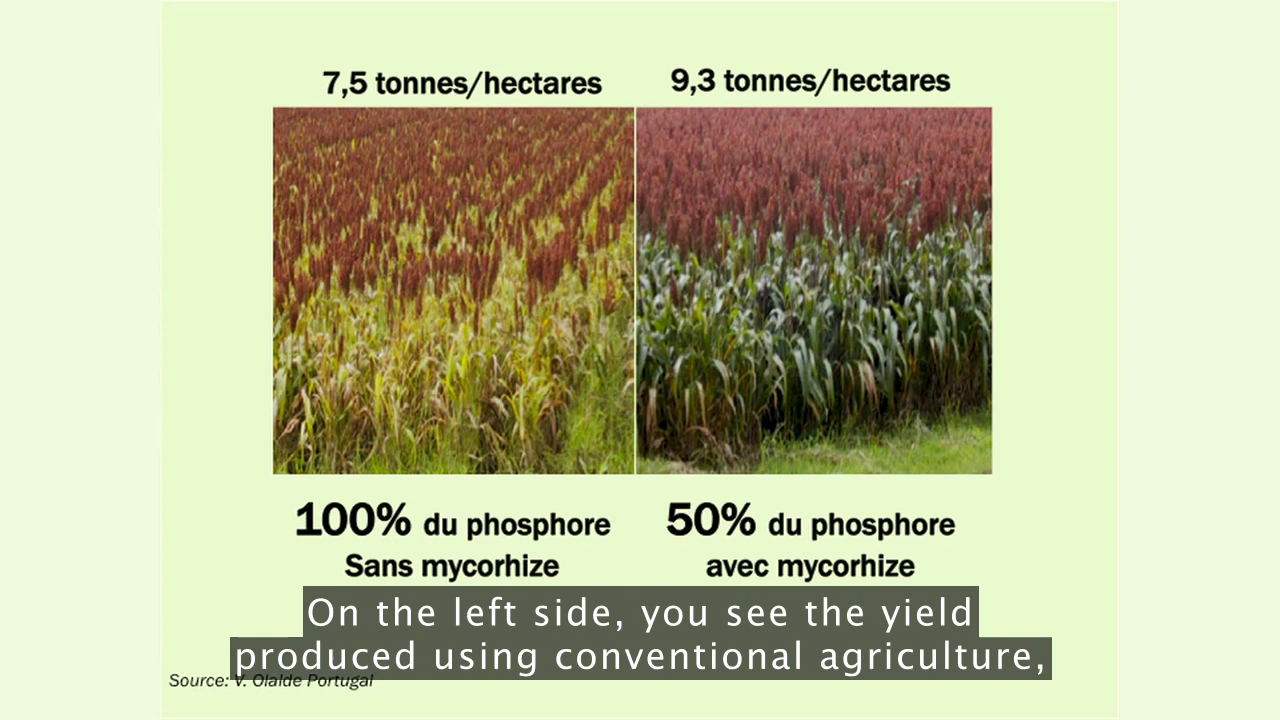 7,5 tonnes/hectares
9,3 tonnes/hectares
100% du phosphore
Sans mycorhize
50% du phosphore
avec mycorhize
On the left side, you see the yield
produced using conventional agriculture,
Source: V. Olalde Portugal